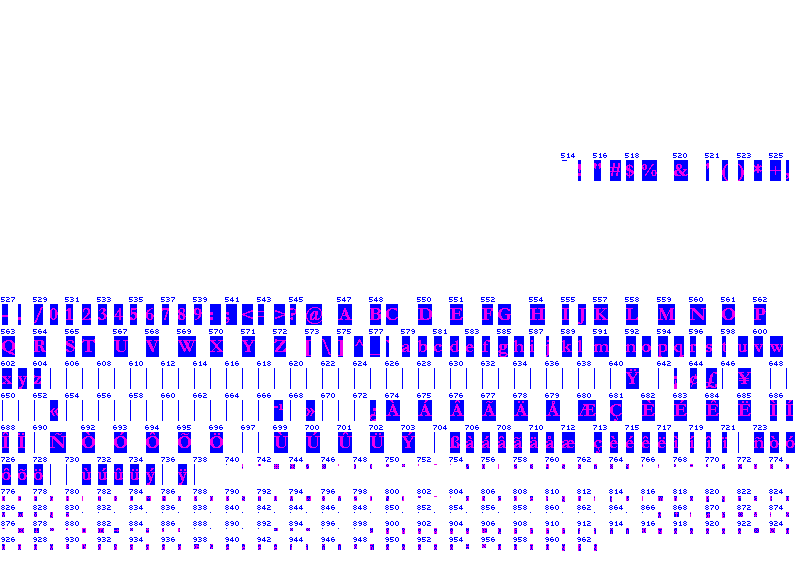 514 516 518 520 521 523 525
! " # $ % & ' ( ) * + ,
527 529 531 533 535 537 539 541 543 545 547 548 550 551 552 554 555 557 558 559 560 562
- . / 0 1 2 3 4 5 6 7 8 9 : ; < = > ? @ A B C D E F G H I J K L M N O P
563 564 565 567 568 569 570 571 572 573 575 577 579 581 583 585 587 589 591 592 594 596 598 600
Q R S T U V W X Y Z [ \ ] ^ _ ` a b c d e f g h i j k l m n o p q r s t u v w
602 604 606 608 610 612 614 616 618 620 622 624 626 628 630 632 634 636 638 640 642 644 646 648
x y z Ÿ ¡ ¢ £ ¥
650 652 654 656 658 660 662 664 666 668 670 672 674 675 676 677 678 679 680 681 682 683 684 685 686
« » ¿ À Á Â Ã Ä Å Æ Ç È É Ê Ë Ì Í
688 690 692 694 695 696 697 699 700 701 702 703 704 706 708 710 712 714 716 718 719 721 723
Î Ï Ñ Ò Ó Ô Õ Ö Ù Ú Û Ü Ý ß à á â ã ä å æ ç è é ê ë ì í î ï ñ ò ó
726 728 730 732 734 736 738 740 742 744 746 748 750 752 754 756 758 760 762 764 766 768 770 772 774
ô õ ö ù ú û ü ý ÿ
776 778 780 782 784 786 788 790 792 794 796 798 800 802 804 806 808 810 812 814 816 818 820 822 824
826 828 830 832 834 836 838 840 842 844 846 848 850 852 854 856 858 860 862 864 866 868 870 872 874
876 878 880 882 884 886 888 890 892 894 896 898 900 902 904 906 908 910 912 914 916 918 920 922 924
926 928 930 932 934 936 938 940 942 944 946 948 950 952 954 956 958 960 962